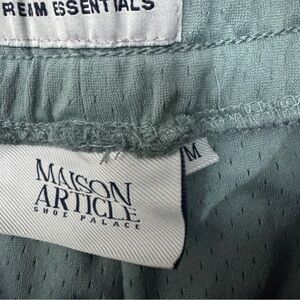 REIM ESSENTIALS
M
MAISON
ARTICLE
SHOE PALACE